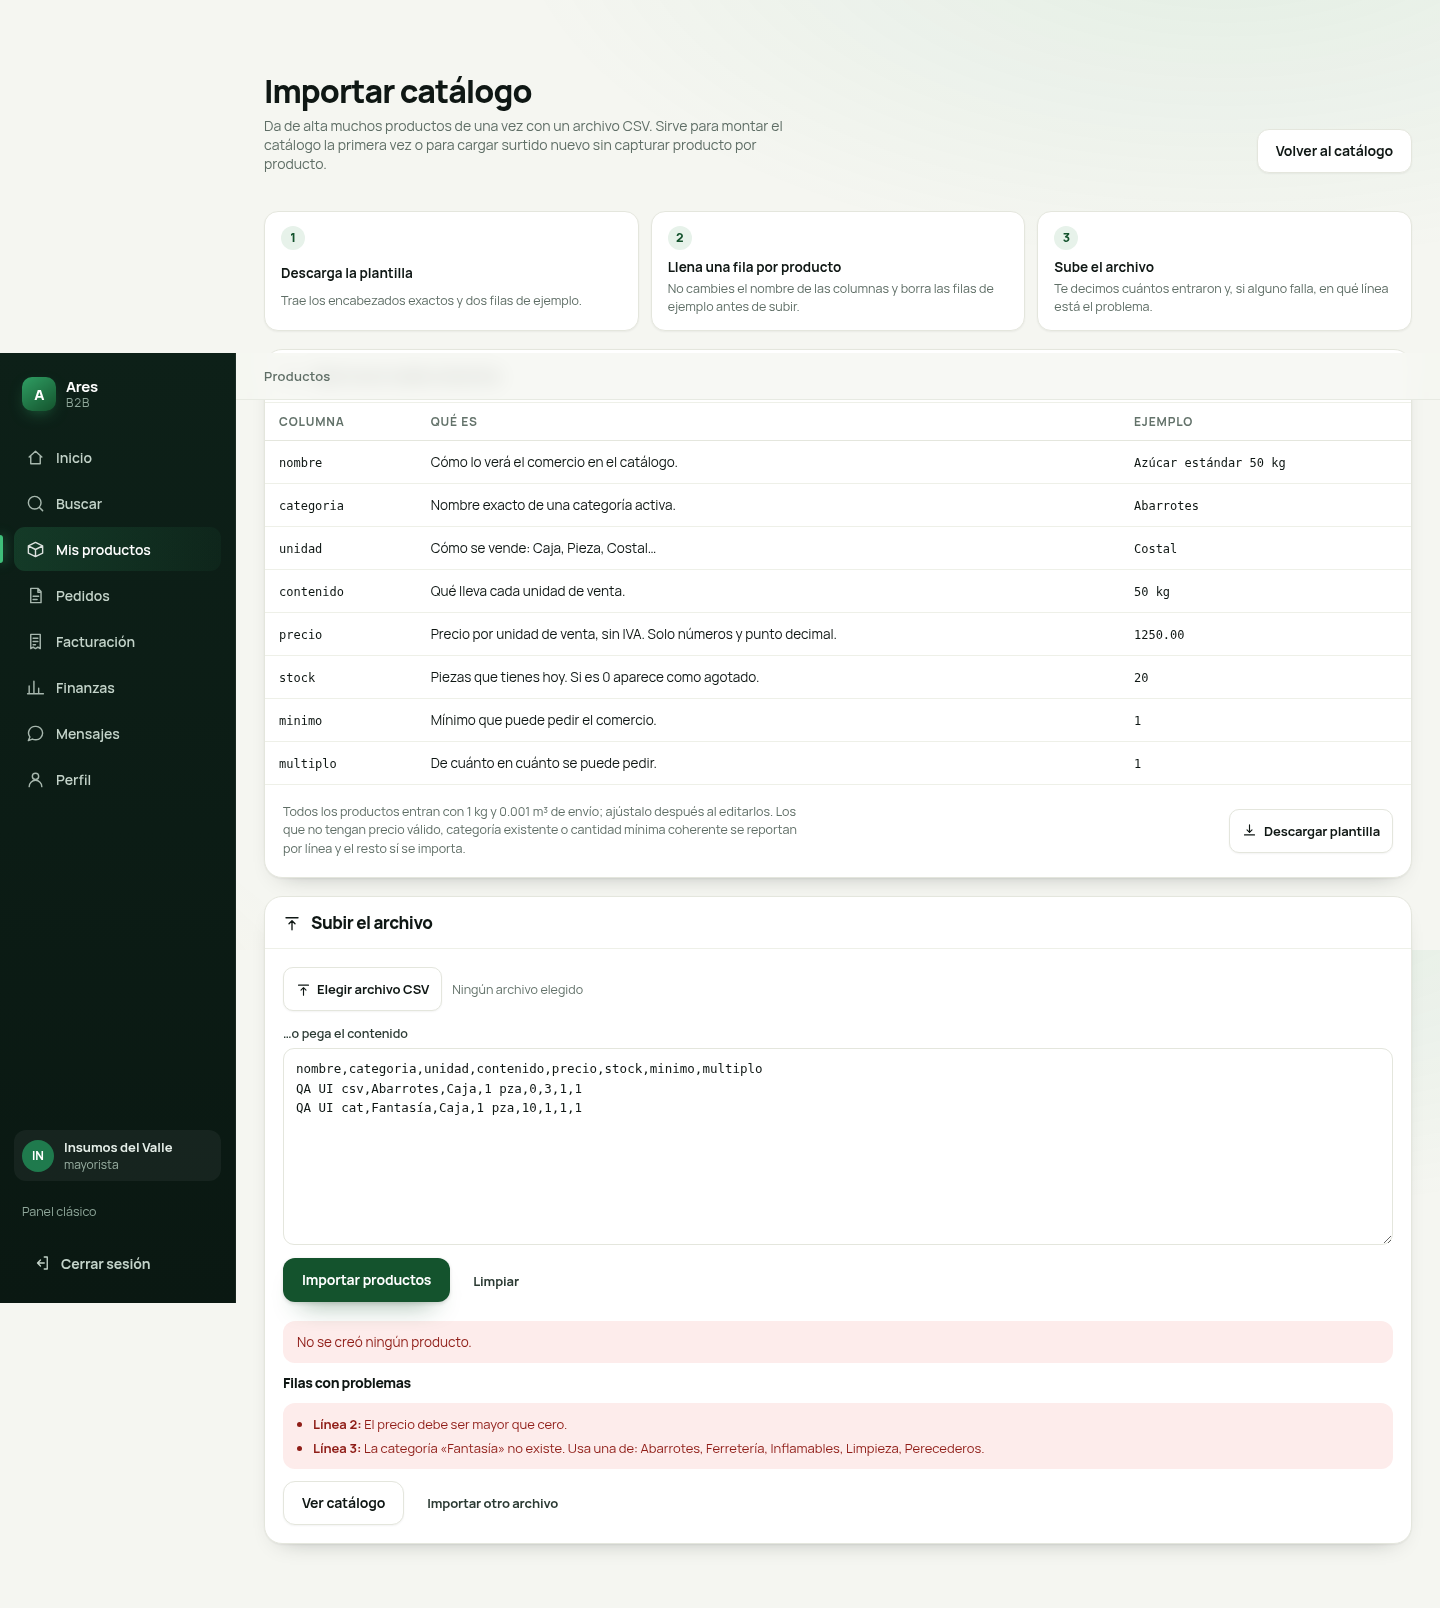 Importar catálogo
Da de alta muchos productos de una vez con un archivo CSV. Sirve para montar el
catálogo la primera vez o para cargar surtido nuevo sin capturar producto por
producto.
Volver al catálogo
1
Descarga la plantilla
Trae los encabezados exactos y dos filas de ejemplo.
2
Llena una fila por producto
No cambies el nombre de las columnas y borra las filas de
ejemplo antes de subir.
3
Sube el archivo
Te decimos cuántos entraron y, si alguno falla, en qué línea
está el problema.
A
Ares
B2B
Inicio
Buscar
Mis productos
Pedidos
Facturación
Finanzas
Mensajes
Perfil
IN
Insumos del Valle
mayorista
Panel clásico
Cerrar sesión
Productos
COLUMNA QUÉ ES EJEMPLO
nombre Cómo lo verá el comercio en el catálogo. Azúcar estándar 50 kg
categoria Nombre exacto de una categoría activa. Abarrotes
unidad Cómo se vende: Caja, Pieza, Costal… Costal
contenido Qué lleva cada unidad de venta. 50 kg
precio Precio por unidad de venta, sin IVA. Solo números y punto decimal. 1250.00
stock Piezas que tienes hoy. Si es 0 aparece como agotado. 20
minimo Mínimo que puede pedir el comercio. 1
multiplo De cuánto en cuánto se puede pedir. 1
Todos los productos entran con 1 kg y 0.001 m³ de envío; ajústalo después al editarlos. Los
que no tengan precio válido, categoría existente o cantidad mínima coherente se reportan
por línea y el resto sí se importa.
Descargar plantilla
Subir el archivo
Elegir archivo CSV Ningún archivo elegido
…o pega el contenido
nombre,categoria,unidad,contenido,precio,stock,minimo,multiplo
QA UI csv,Abarrotes,Caja,1 pza,0,3,1,1
QA UI cat,Fantasía,Caja,1 pza,10,1,1,1
Importar productos Limpiar
No se creó ningún producto.
Filas con problemas
Línea 2: El precio debe ser mayor que cero.
Línea 3: La categoría «Fantasía» no existe. Usa una de: Abarrotes, Ferretería, Inflamables, Limpieza, Perecederos.
Ver catálogo Importar otro archivo